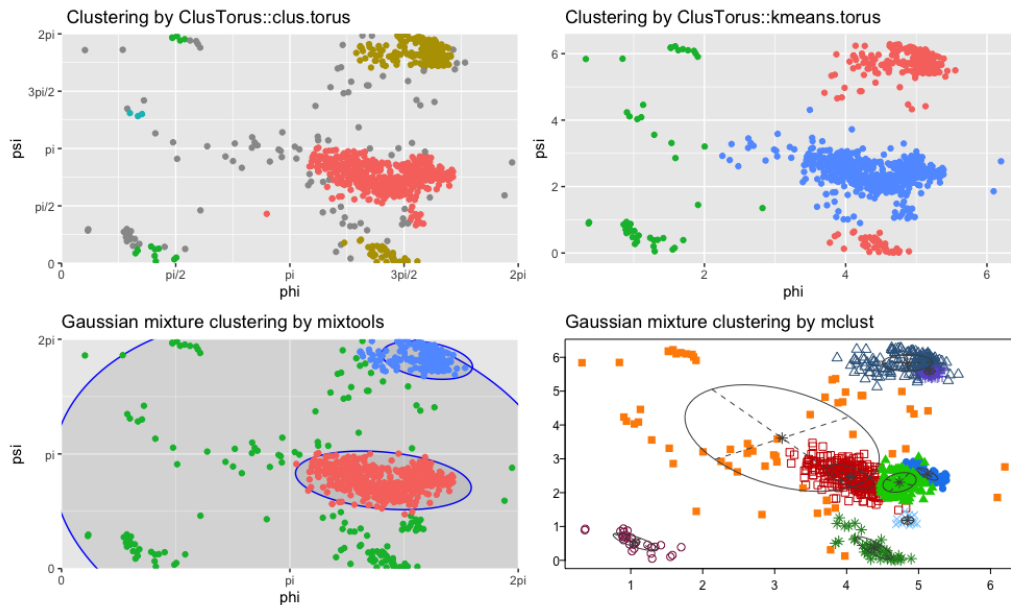 Clustering by ClusTorus::clus.torus
2pi
3pi/2
pi
pi/2
0
psi
0
pi/2
pi
3pi/2
2pi
phi
Clustering by ClusTorus::kmeans.torus
6
4
2
0
psi
2
4
6
phi
Gaussian mixture clustering by mixtools
2pi
pi
0
psi
0
pi
2pi
phi
Gaussian mixture clustering by mclust
6
5
4
3
2
1
0
1
2
3
4
5
6